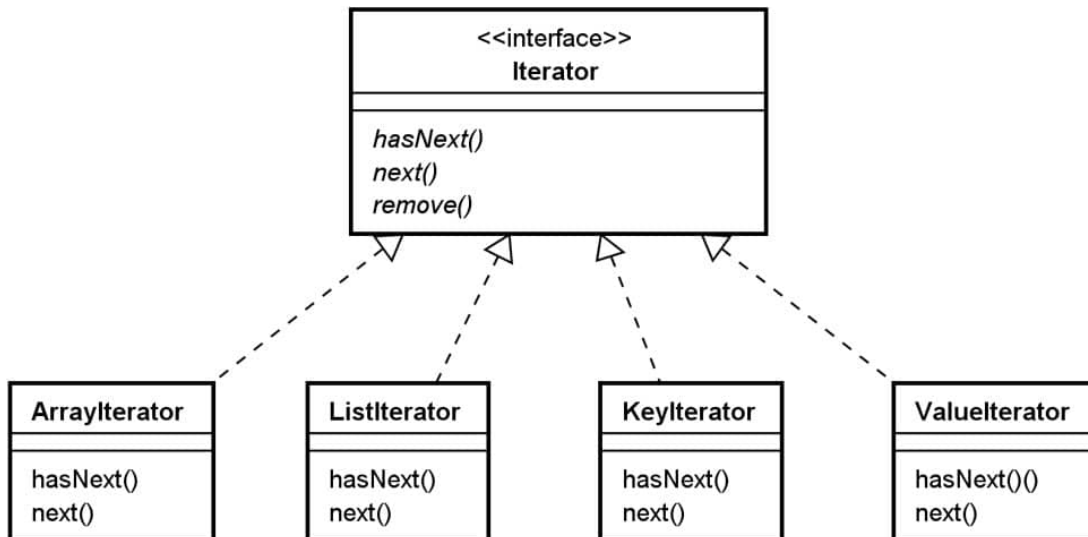 <<interface>>
Iterator
hasNext()
next()
remove()
ArrayIterator
hasNext()
next()
ListIterator
hasNext()
next()
KeyIterator
hasNext()
next()
ValueIterator
hasNext()()
next()